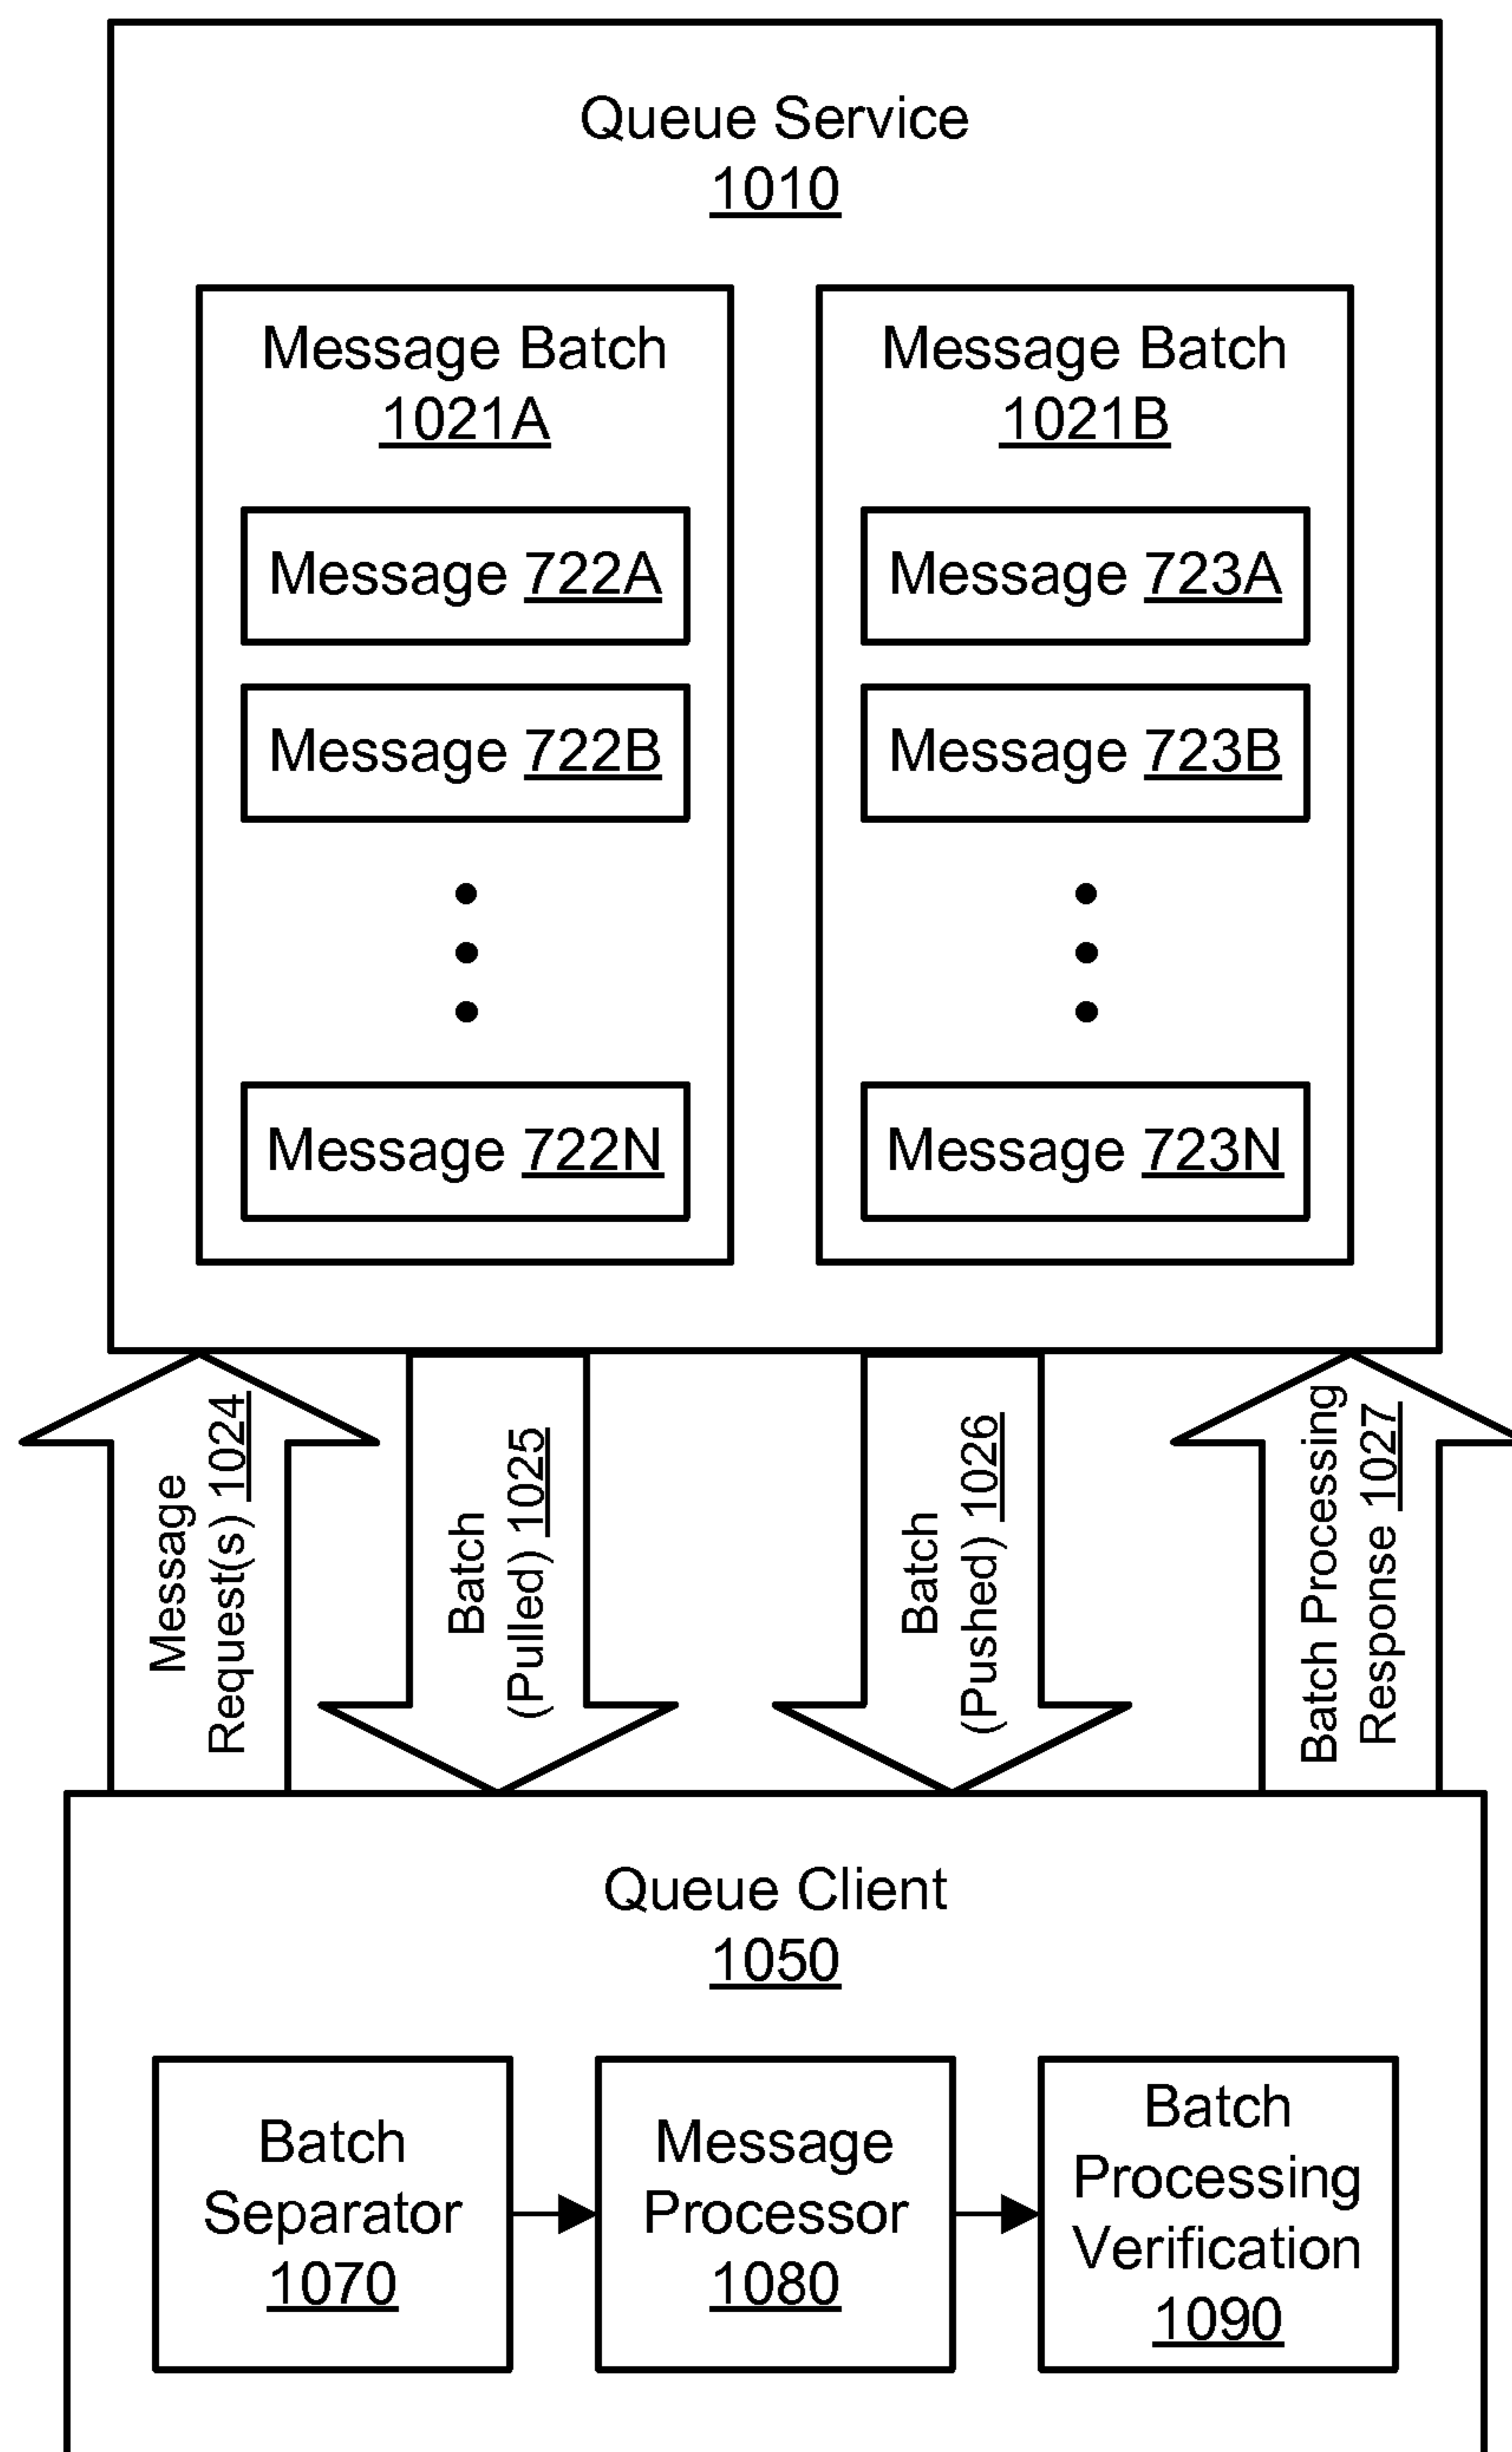 Queue Service
1010
Message Batch
1021A
Message 722A
Message 722B
Message 722N
Message Batch
1021B
Message 723A
Message 723B
Message 723N
Message
Request(s) 1024
Batch
(Pulled) 1025
Batch
(Pushed) 1026
Batch Processing
Response 1027
Queue Client
1050
Batch
Separator
1070
Message
Processor
1080
Batch
Processing
Verification
1090